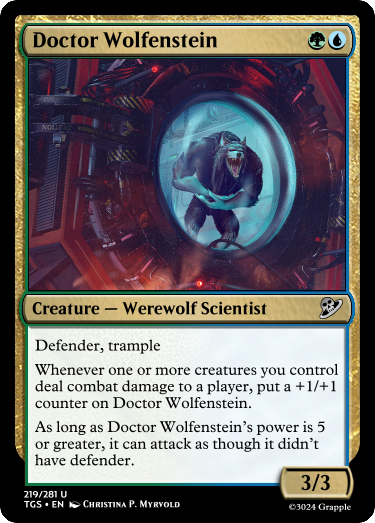 Doctor Wolfenstein
Creature — Werewolf Scientist
Defender, trample
Whenever one or more creatures you control
deal combat damage to a player, put a +1/+1
counter on Doctor Wolfenstein.
As long as Doctor Wolfenstein's power is 5
or greater, it can attack as though it didn't
have defender.
3/3
219/281 U
TGS • EN Christina P. Myrvold
©3024 Grapple